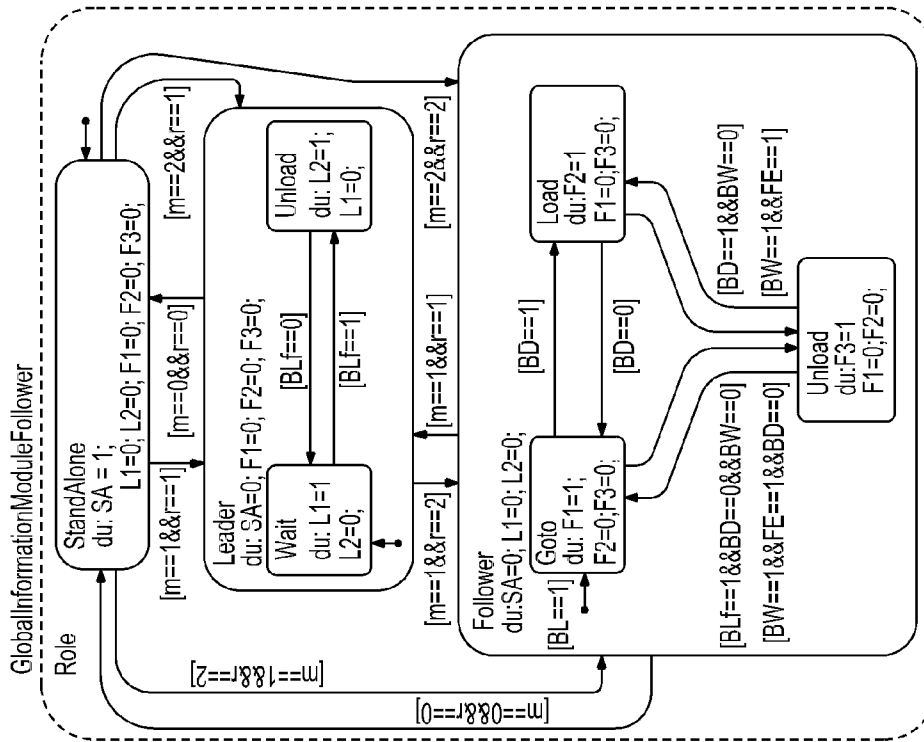 GlobalInformationModuleFollower
Role
StandAlone
du: SA = 1;
L1=0; L2=0; F1=0; F2=0; F3=0;
[m==2&&r==1]
[m==1&&r==1]
[m==0&&r==0]
Leader
du: SA=0; F1=0; F2=0; F3=0;
Wait
du: L1=1
L2=0;
[BLf==0]
[BLf==1]
Unload
du: L2=1;
L1=0;
[m==1&&r==2]
[m==1&&r==1]
[m==2&&r==2]
[m==1&&r==2]
[m==0&&r==0]
Follower
du:SA=0; L1=0; L2=0;
[BL==1]
Goto
du: F1=1;
F2=0;F3=0;
[BD==1]
[BD==0]
Load
du:F2=1
F1=0;F3=0;
[BLf==1&&BD==0&&BW==0]
[BW==1&&FE==1&&BD==0]
[BD==1&&BW==0]
[BW==1&&FE==1]
Unload
du:F3=1
F1=0;F2=0;